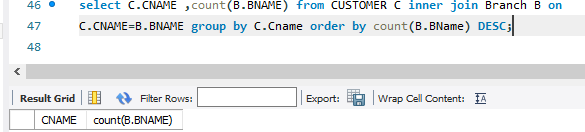 46 select C.CNAME ,count(B.BNAME) from CUSTOMER C inner join Branch B on
47 C.CNAME=B.BNAME group by C.Cname order by count(B.BName) DESC;
48
Result Grid Filter Rows: Export: Wrap Cell Content: IA
CNAME count(B.BNAME)